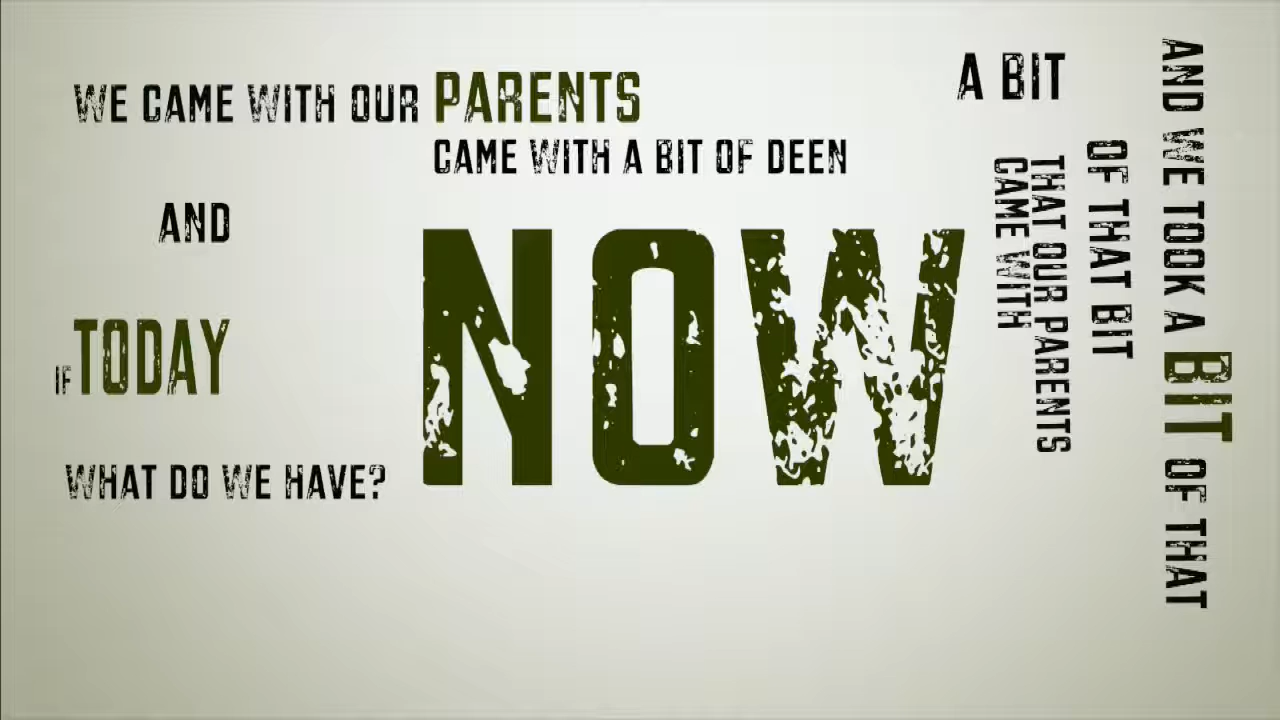 WE CAME WITH OUR PARENTS
CAME WITH A BIT OF DEEN
AND WE TOOK A BIT OF THAT
A BIT
OF THAT BIT
THAT OUR PARENTS
CAME WITH
AND
NOW
IF TODAY
WHAT DO WE HAVE?